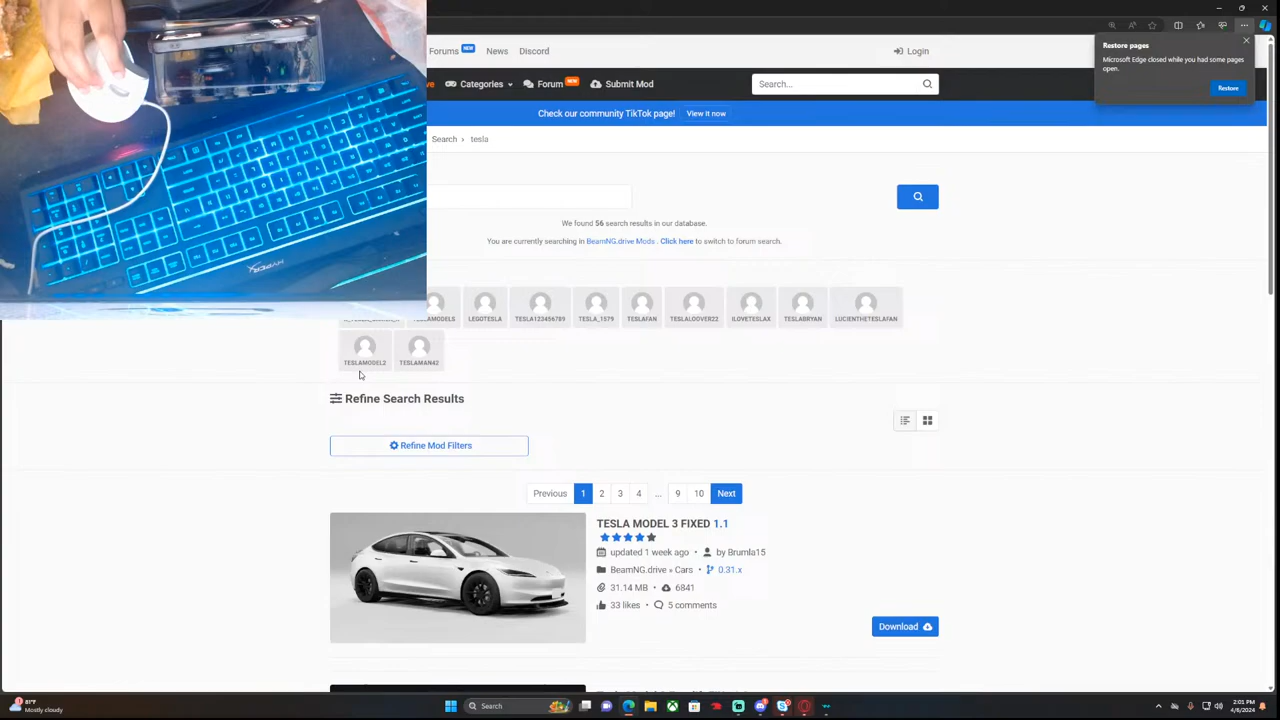 Forums NEW News Discord
Login
Restore pages
Microsoft Edge closed while you had some pages open.
Restore
Categories
Forum NEW
Submit Mod
Search...
Check our community TikTok page! View it now
Search › tesla
We found 56 search results in our database.
You are currently searching in BeamNG.drive Mods . Click here to switch to forum search.
LEGOTESLA TESLA123456789 TESLA_1579 TESLAFAN TESLALOOVER22 ILOVETESLAX TESLABRYAN LUCIENTHETESLAFAN
TESLAMODEL2 TESLAMAN42
Refine Search Results
Refine Mod Filters
Previous 1 2 3 4 ... 9 10 Next
TESLA MODEL 3 FIXED 1.1
updated 1 week ago • by Brumla15
BeamNG.drive » Cars • 0.31.x
31.14 MB • 6841
33 likes • 5 comments
Download
HYPERX
81°F
Mostly cloudy
Search
2:01 PM
4/8/2024